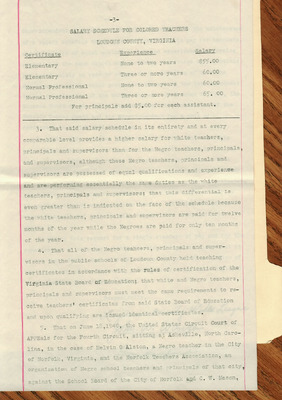 -3-
SALARY SCHEDULE FOR COLORED TEACHERS
LOUDOUN COUNTY, VIRGINIA
Certificate Experience Salary
Elementary None to two years $55.00
Elementary Three or more years 60.00
Normal Professional None to two years 60.00
Normal Professional Three or more years 65.00
For principals add $5.00 for each assistant.
3. That said salary schedule in its entirety and at every
comparable level provides a higher salary for white teachers,
principals and supervisors than for the Negro teachers, principals,
and supervisors, although these Negro teachers, principals and
supervisors are possessed of equal qualifications and experience
and are performing essentially the same duties as the white
teachers, principals and supervisors; that this differential is
even greater than is indicated on the face of the schedule because
the white teachers, principals and supervisors are paid for twelve
months of the year while the Negroes are paid for only ten months
of the year.
4. That all of the Negro teachers, principals and super-
visors in the public schools of Loudoun County hold teaching
certificates in accordance with the rules of certification of the
Virginia State Board of Education; that white and Negro teachers,
principals and supervisors must meet the same requirements to re-
ceive teachers' certificates from said State Board of Education
and upon qualifying are issued identical certificates.
5. That on June 18, 1940, the United States Circuit Court of
Appeals for the Fourth Circuit, sitting at Asheville, North Caro-
lina, in the case of Melvin O Alston, a Negro teacher in the City
of Norfolk, Virginia, and the Norfolk Teachers Association, an
organization of Negro school teachers and principals of that city,
against the School Board of the City of Norfolk and C. W. Mason,